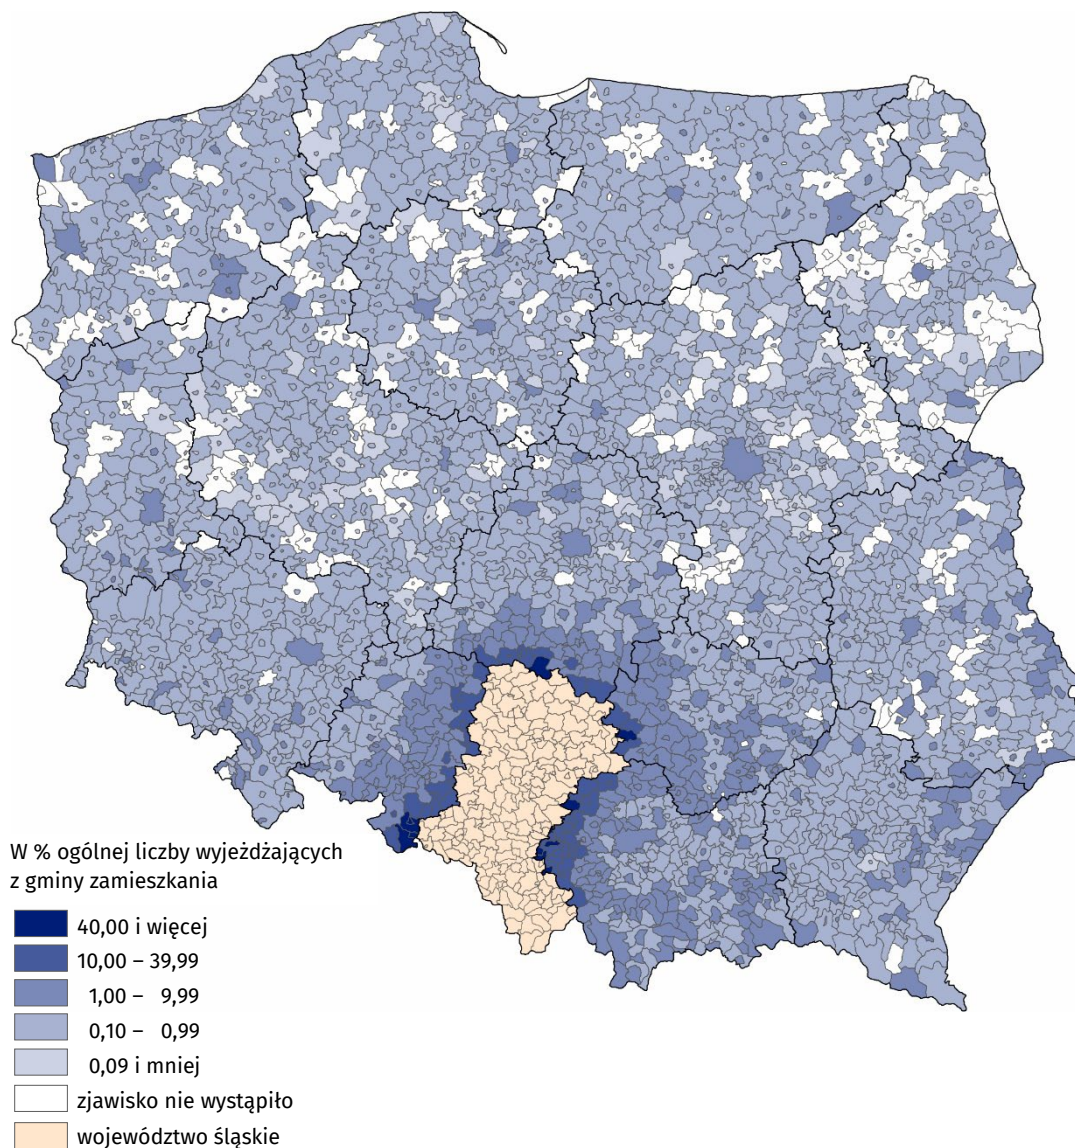 W % ogólnej liczby wyjeżdżających
z gminy zamieszkania
40,00 i więcej
10,00 – 39,99
1,00 – 9,99
0,10 – 0,99
0,09 i mniej
zjawisko nie wystąpiło
województwo śląskie